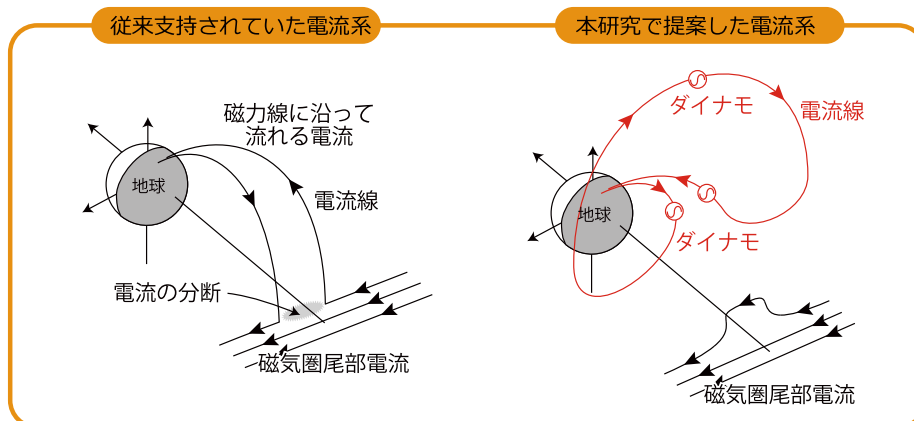 従来支持されていた電流系
本研究で提案した電流系
磁力線に沿って
流れる電流
地球
電流線
電流の分断
磁気圏尾部電流
ダイナモ
電流線
地球
ダイナモ
磁気圏尾部電流